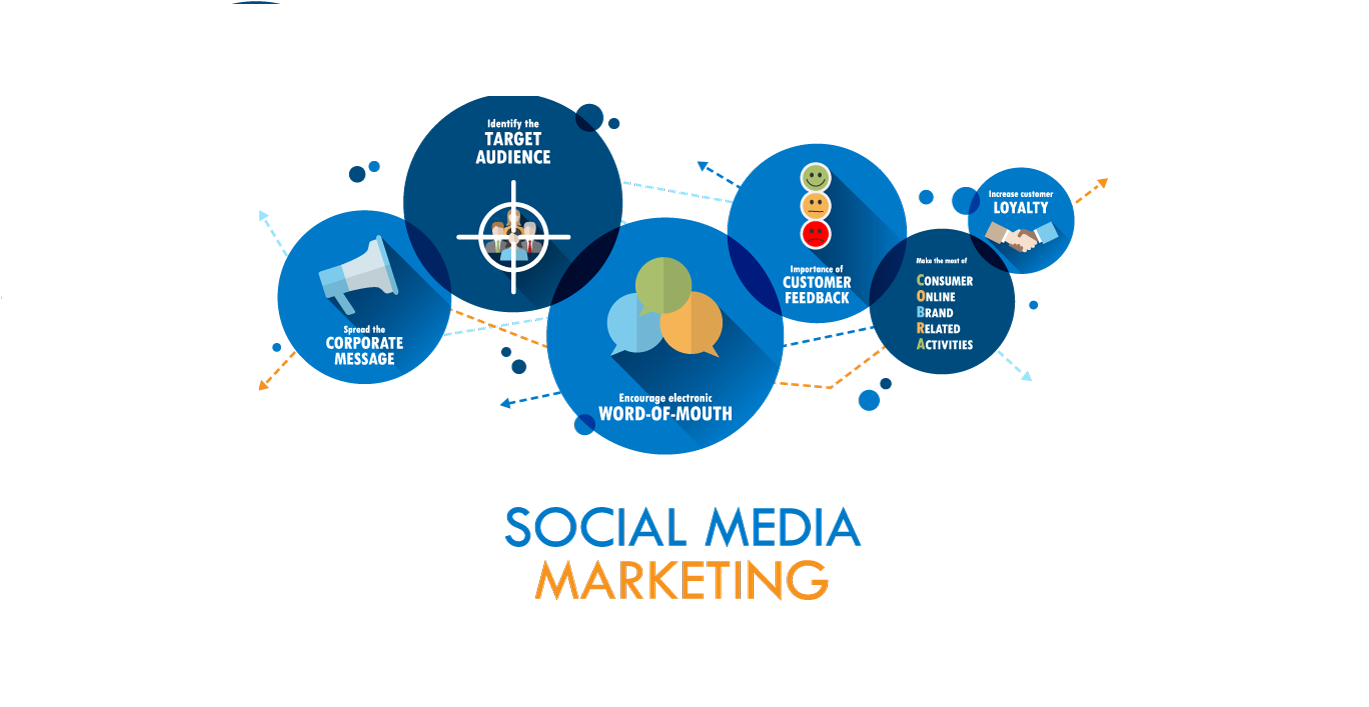 Identify the
TARGET
AUDIENCE
Spread the
CORPORATE
MESSAGE
Encourage electronic
WORD-OF-MOUTH
Importance of
CUSTOMER
FEEDBACK
Make the most of
CONSUMER
ONLINE
BRAND
RELATED
ACTIVITIES
Increase customer
LOYALTY
SOCIAL MEDIA
MARKETING